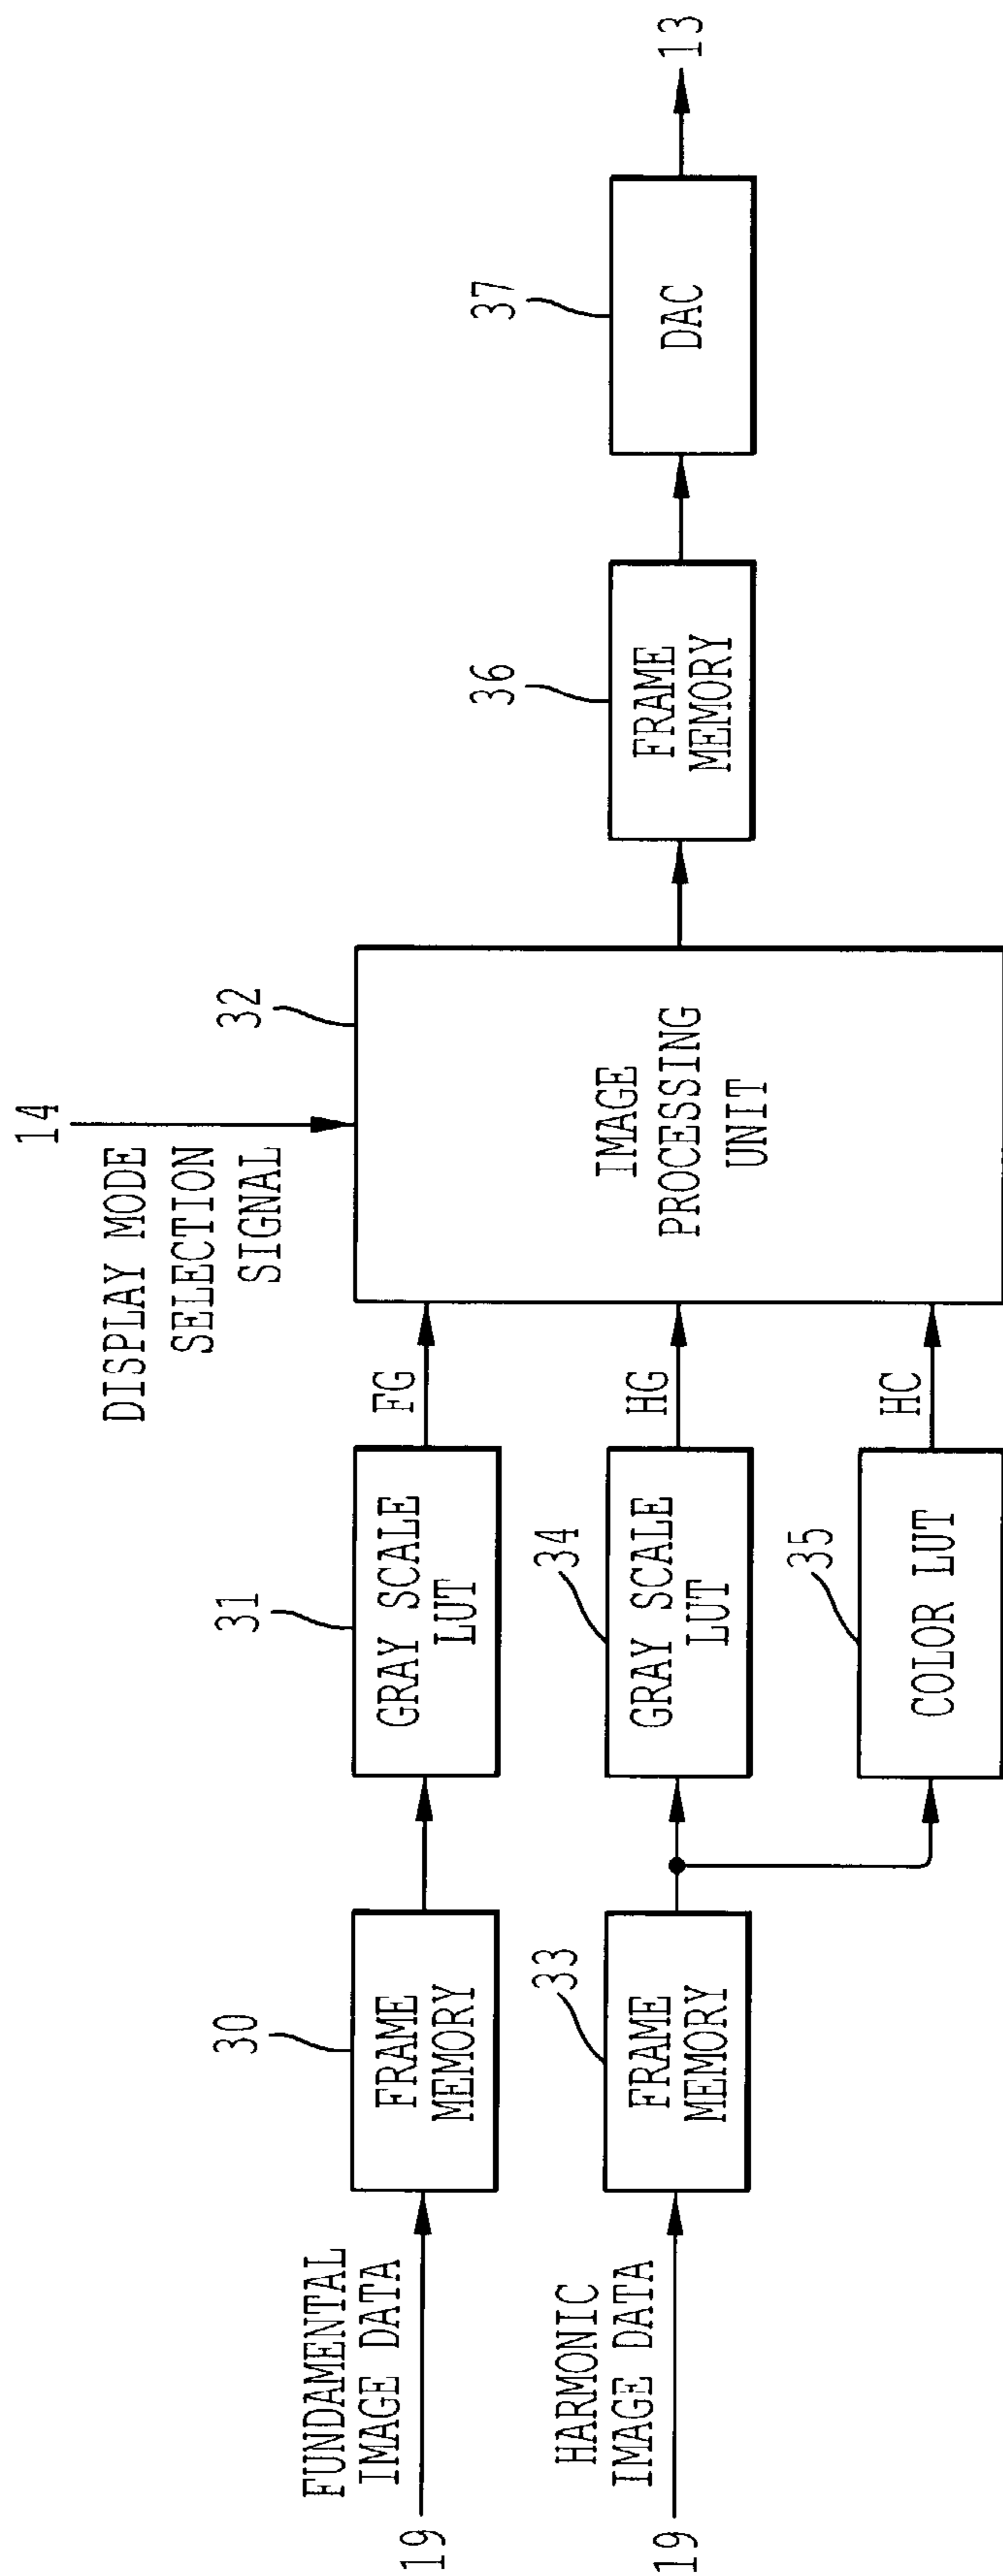 14
DISPLAY MODE
SELECTION
SIGNAL
19
FUNDAMENTAL
IMAGE DATA
30
FRAME
MEMORY
31
GRAY SCALE
LUT
FG
19
HARMONIC
IMAGE DATA
33
FRAME
MEMORY
34
GRAY SCALE
LUT
HG
35
COLOR LUT
HC
32
IMAGE
PROCESSING
UNIT
36
FRAME
MEMORY
37
DAC
13